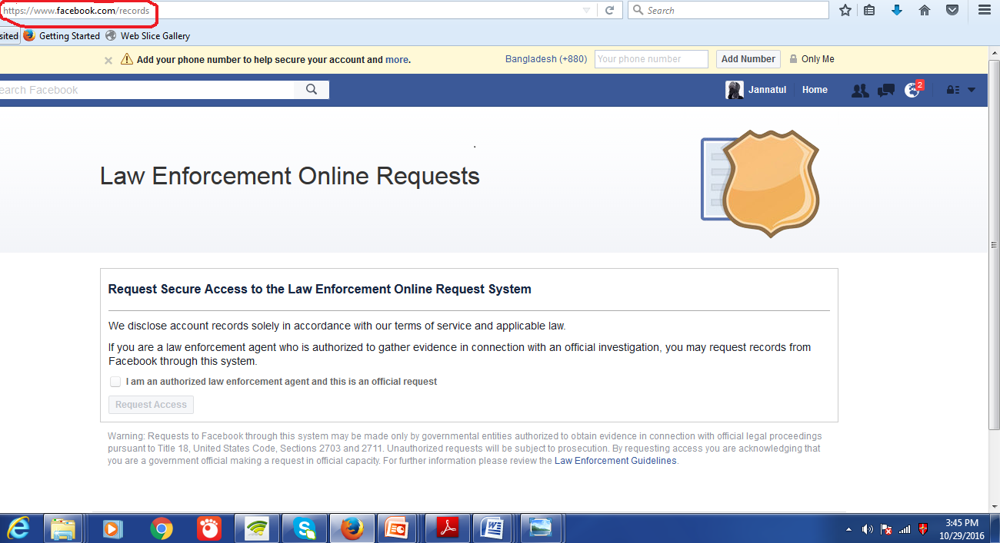 https://www.facebook.com/records
Search
sited Getting Started Web Slice Gallery
Add your phone number to help secure your account and more. Bangladesh (+880) Your phone number Add Number Only Me
earch Facebook Jannatul Home 2
Law Enforcement Online Requests
Request Secure Access to the Law Enforcement Online Request System
We disclose account records solely in accordance with our terms of service and applicable law.
If you are a law enforcement agent who is authorized to gather evidence in connection with an official investigation, you may request records from
Facebook through this system.
I am an authorized law enforcement agent and this is an official request
Request Access
Warning: Requests to Facebook through this system may be made only by governmental entities authorized to obtain evidence in connection with official legal proceedings
pursuant to Title 18, United States Code, Sections 2703 and 2711. Unauthorized requests will be subject to prosecution. By requesting access you are acknowledging that
you are a government official making a request in official capacity. For further information please review the Law Enforcement Guidelines.
3:45 PM
10/29/2016